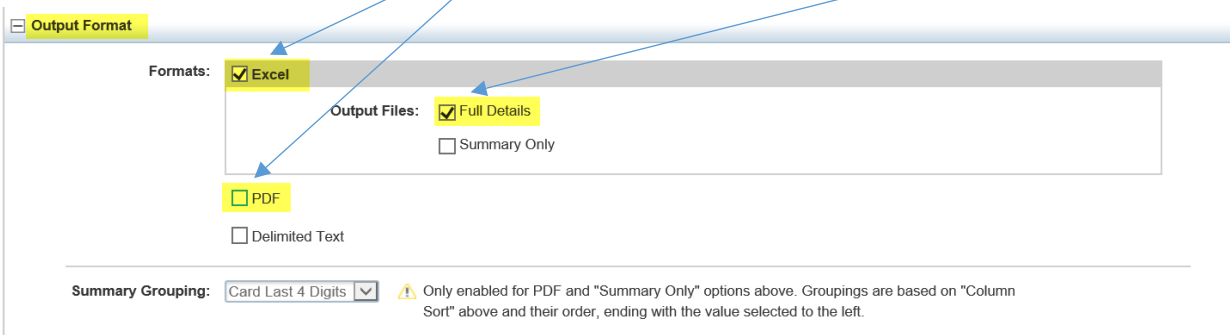 Output Format
Formats: Excel
Output Files: Full Details
Summary Only
PDF
Delimited Text
Summary Grouping: Card Last 4 Digits Only enabled for PDF and "Summary Only" options above. Groupings are based on "Column
Sort" above and their order, ending with the value selected to the left.